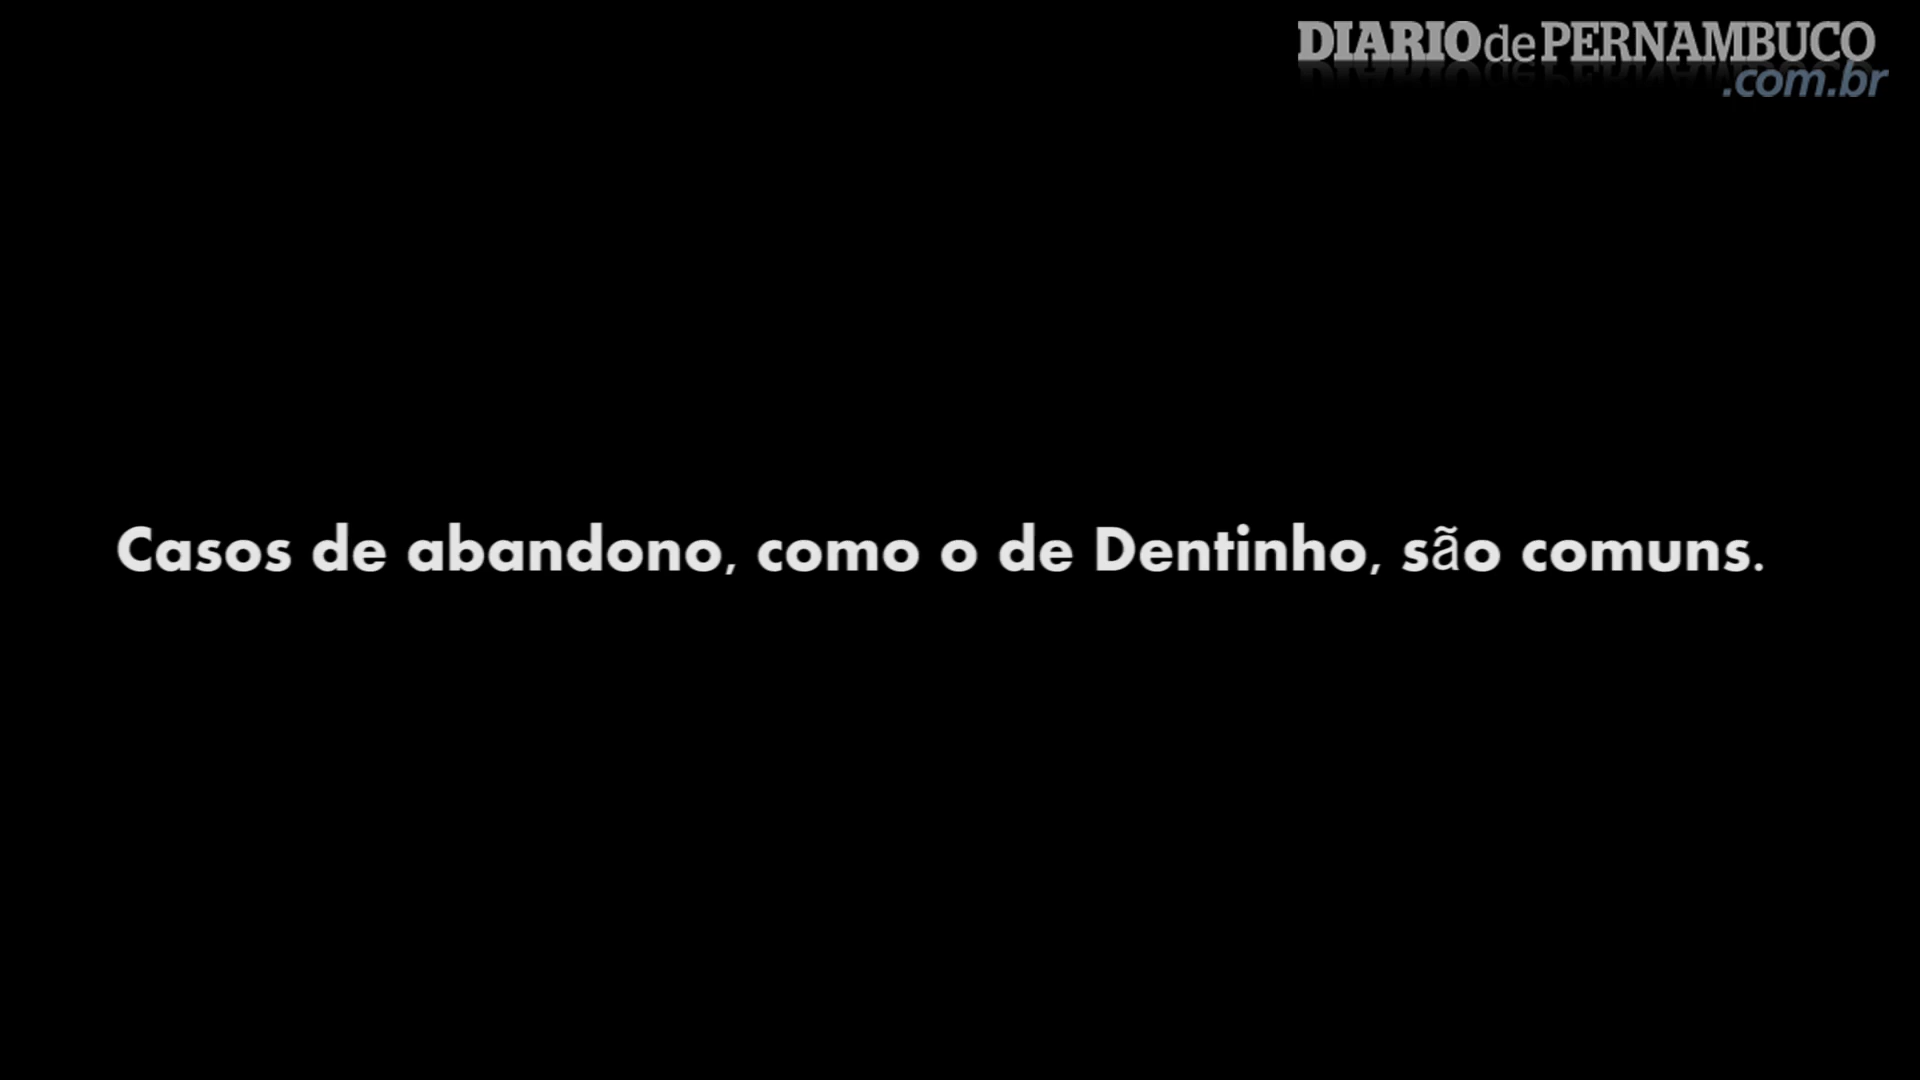 DIARIOdePERNAMBUCO
.com.br
Casos de abandono, como o de Dentinho, são comuns.